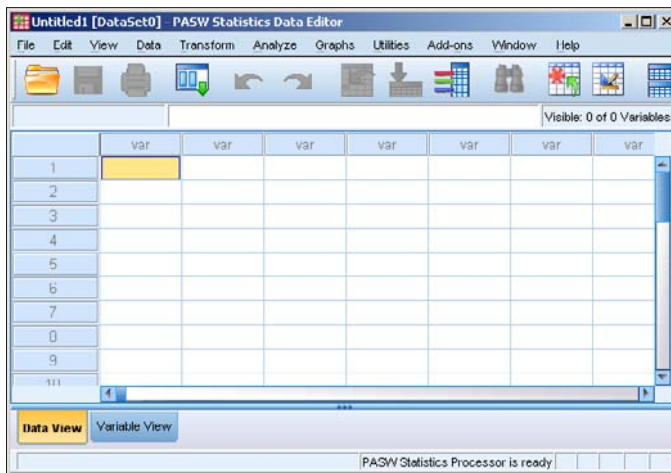 Untitled1 [DataSet0] - PASW Statistics Data Editor
File Edit View Data Transform Analyze Graphs Utilities Add-ons Window Help
Visible: 0 of 0 Variables
var var var var var var var
1
2
3
4
5
6
7
8
9
10
Data View Variable View
PASW Statistics Processor is ready